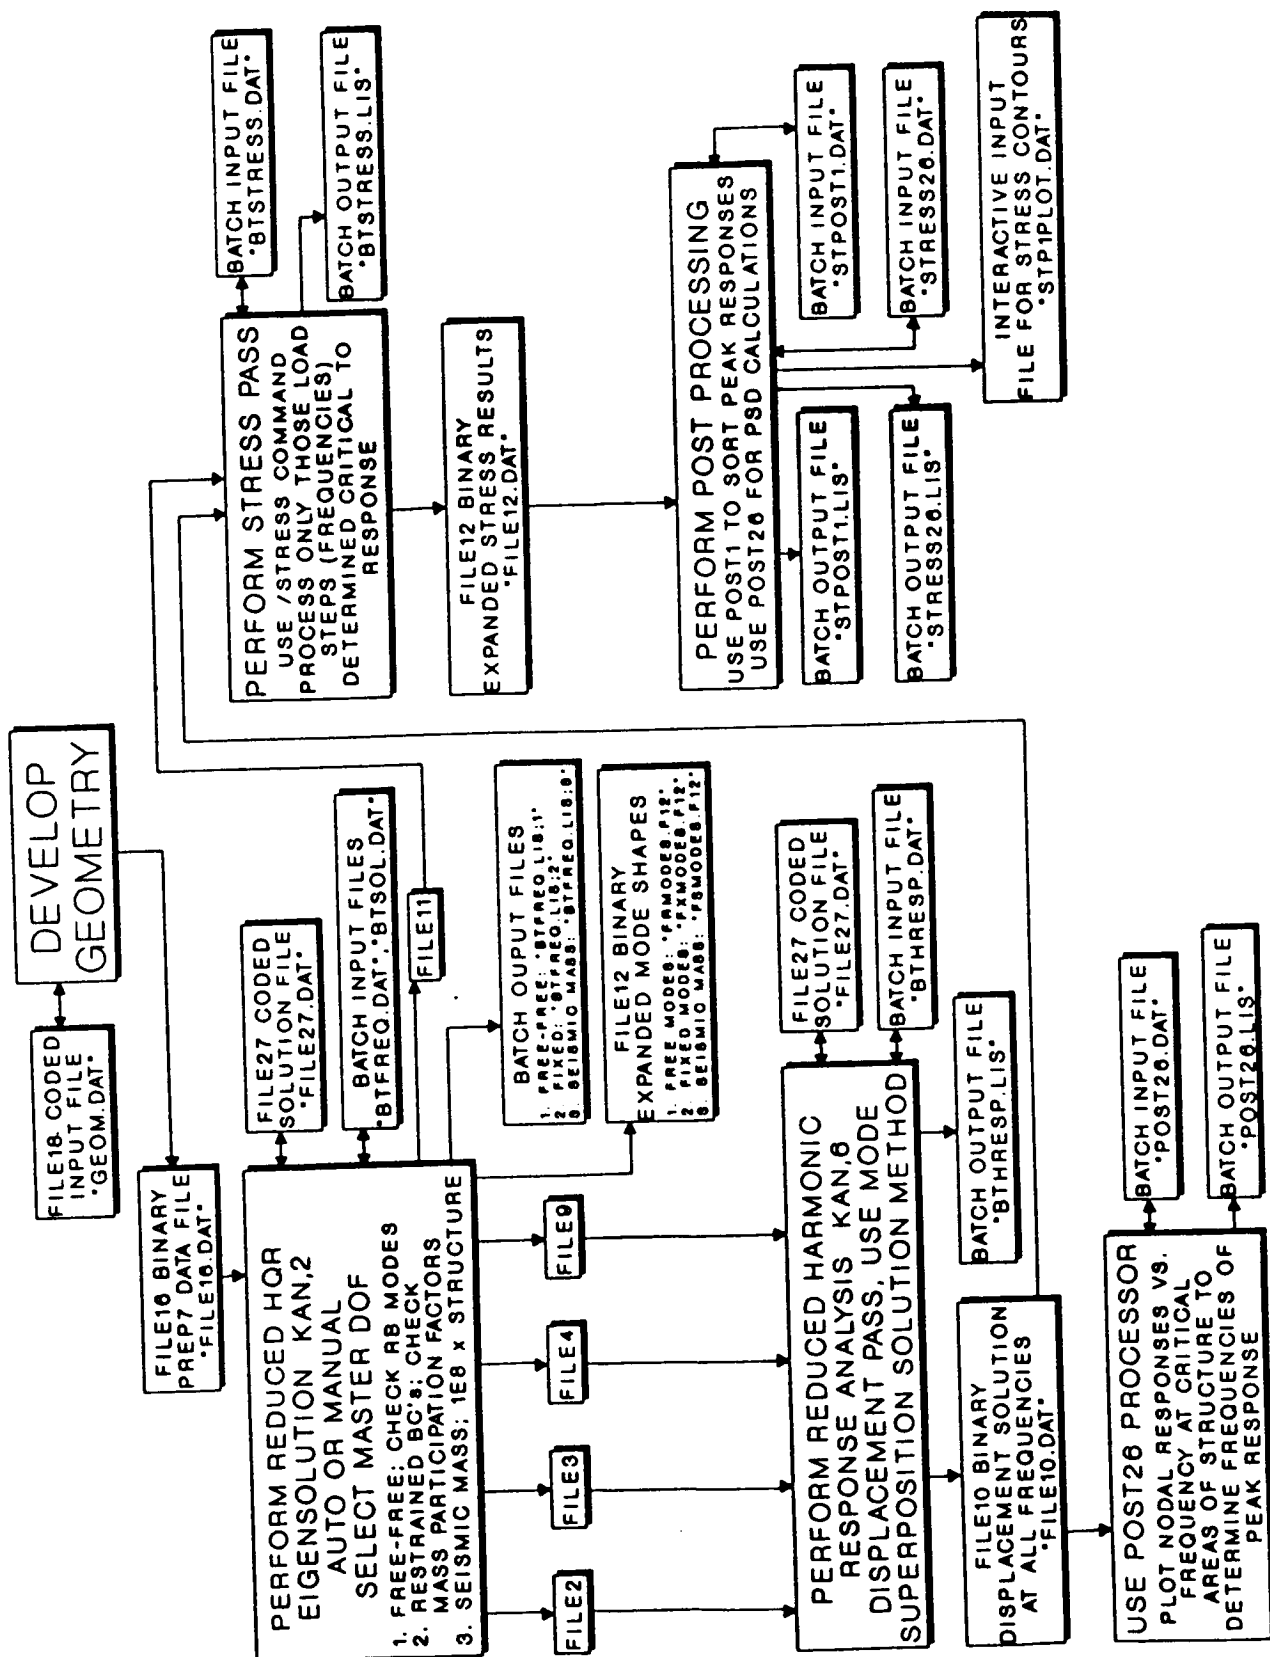 DEVELOP
GEOMETRY
FILE18 CODED
INPUT FILE
"GEOM.DAT"
FILE16 BINARY
PREP7 DATA FILE
"FILE16.DAT"
PERFORM REDUCED HQR
EIGENSOLUTION KAN,2
AUTO OR MANUAL
SELECT MASTER DOF
1. FREE-FREE: CHECK RB MODES
2. RESTRAINED BC'S: CHECK
MASS PARTICIPATION FACTORS
3. SEISMIC MASS: 1E8 x STRUCTURE
FILE27 CODED
SOLUTION FILE
"FILE27.DAT"
BATCH INPUT FILES
"BTFREQ.DAT","BTSOL.DAT"
FILE11
BATCH OUPUT FILES
1. FREE-FREE: "BTFREQ.LIS;1"
2. FIXED: "BTFREQ.LIS;2"
3. SEISMIC MASS: "BTFREQ.LIS;3"
FILE12 BINARY
EXPANDED MODE SHAPES
1. FREE MODES: "FRMODES.F12"
2. FIXED MODES: "FXMODES.F12"
3. SEISMIC MASS: "FSMODES.F12"
FILE2
FILE3
FILE4
FILE9
PERFORM REDUCED HARMONIC
RESPONSE ANALYSIS KAN,6
DISPLACEMENT PASS, USE MODE
SUPERPOSITION SOLUTION METHOD
FILE27 CODED
SOLUTION FILE
"FILE27.DAT"
BATCH INPUT FILE
"BTHRESP.DAT"
BATCH OUTPUT FILE
"BTHRESP.LIS"
FILE10 BINARY
DISPLACEMENT SOLUTION
AT ALL FREQUENCIES
"FILE10.DAT"
USE POST26 PROCESSOR
PLOT NODAL RESPONSES VS.
FREQUENCY AT CRITICAL
AREAS OF STRUCTURE TO
DETERMINE FREQUENCIES OF
PEAK RESPONSE
BATCH INPUT FILE
"POST26.DAT"
BATCH OUTPUT FILE
"POST26.LIS"
PERFORM STRESS PASS
USE /STRESS COMMAND
PROCESS ONLY THOSE LOAD
STEPS (FREQUENCIES)
DETERMINED CRITICAL TO
RESPONSE
BATCH INPUT FILE
"BTSTRESS.DAT"
BATCH OUTPUT FILE
"BTSTRESS.LIS"
FILE12 BINARY
EXPANDED STRESS RESULTS
"FILE12.DAT"
PERFORM POST PROCESSING
USE POST1 TO SORT PEAK RESPONSES
USE POST26 FOR PSD CALCULATIONS
BATCH OUTPUT FILE
"STPOST1.LIS"
BATCH INPUT FILE
"STPOST1.DAT"
BATCH OUTPUT FILE
"STRESS26.LIS"
BATCH INPUT FILE
"STRESS26.DAT"
INTERACTIVE INPUT
FILE FOR STRESS CONTOURS
"STP1PLOT.DAT"